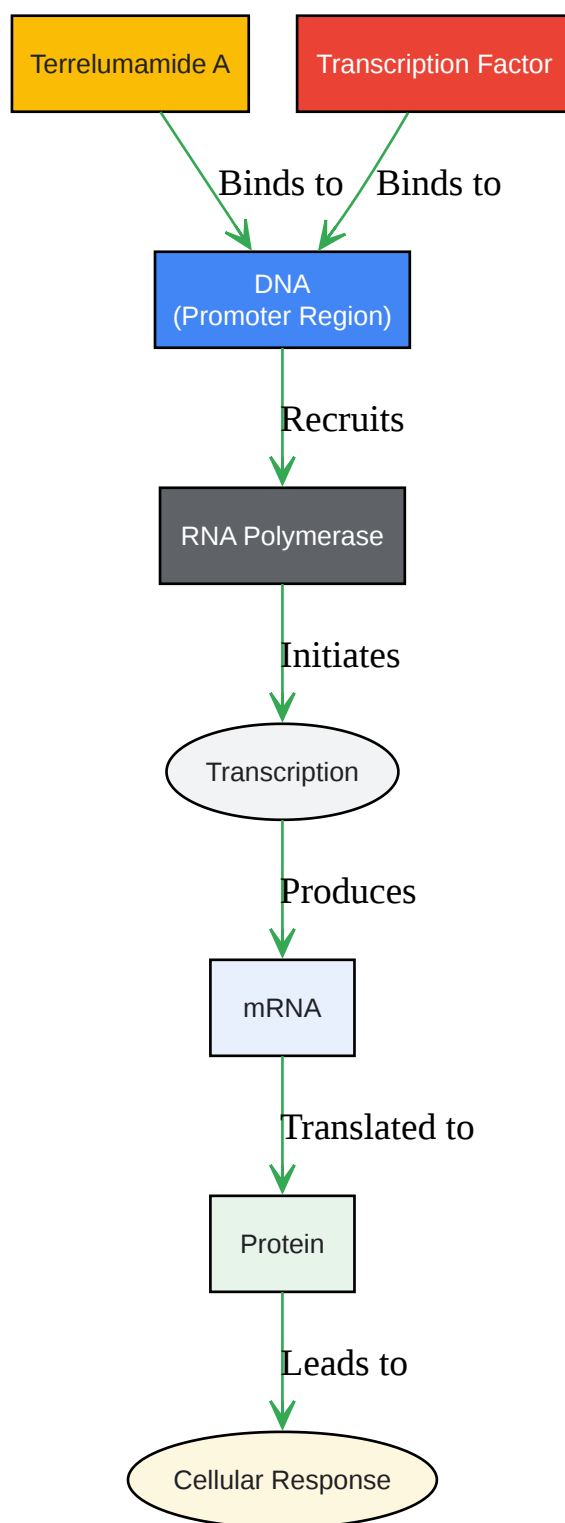 Terrelumamide A
Transcription Factor
Binds to
Binds to
DNA
(Promoter Region)
Recruits
RNA Polymerase
Initiates
Transcription
Produces
mRNA
Translated to
Protein
Leads to
Cellular Response